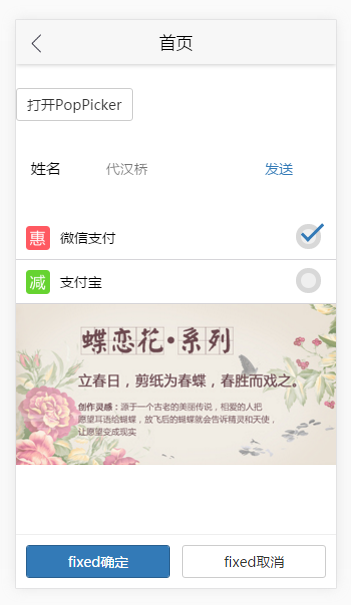 首页
打开PopPicker
姓名 代汉桥 发送
惠 微信支付
减 支付宝
蝶恋花•系列
立春日，剪纸为春蝶，春胜而戏之。
创作灵感：源于一个古老的美丽传说，相爱的人把
愿望耳语给蝴蝶，放飞后的蝴蝶就会告诉精灵和天使，
让愿望变成现实
fixed确定 fixed取消